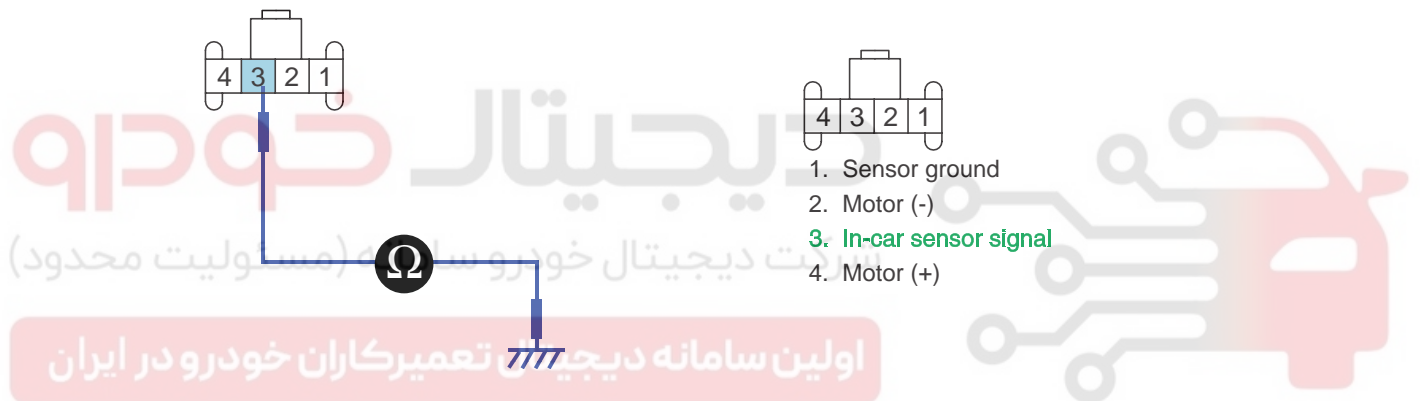 4 3 2 1
Ω
4 3 2 1
1. Sensor ground
2. Motor (-)
3. In-car sensor signal
4. Motor (+)
دیجیتال خودرو
شرکت دیجیتال خودرو سامانه (مسئولیت محدود)
اولین سامانه دیجیتال تعمیرکاران خودرو در ایران